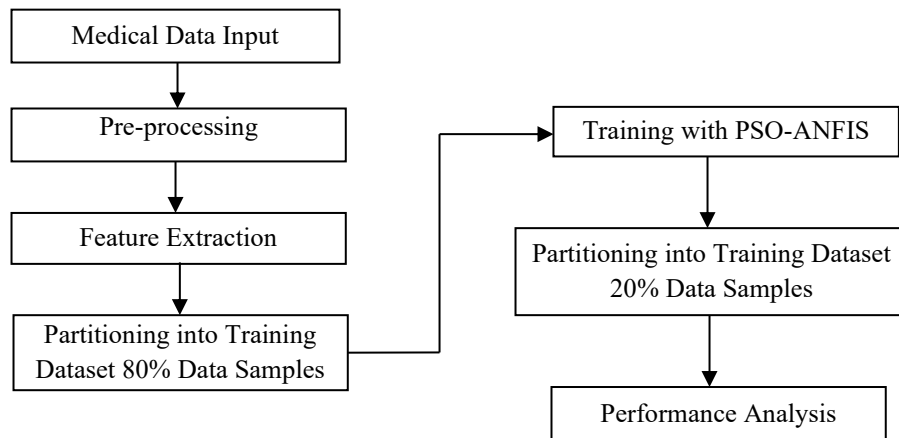 Medical Data Input
Pre-processing
Feature Extraction
Partitioning into Training
Dataset 80% Data Samples
Training with PSO-ANFIS
Partitioning into Training Dataset
20% Data Samples
Performance Analysis